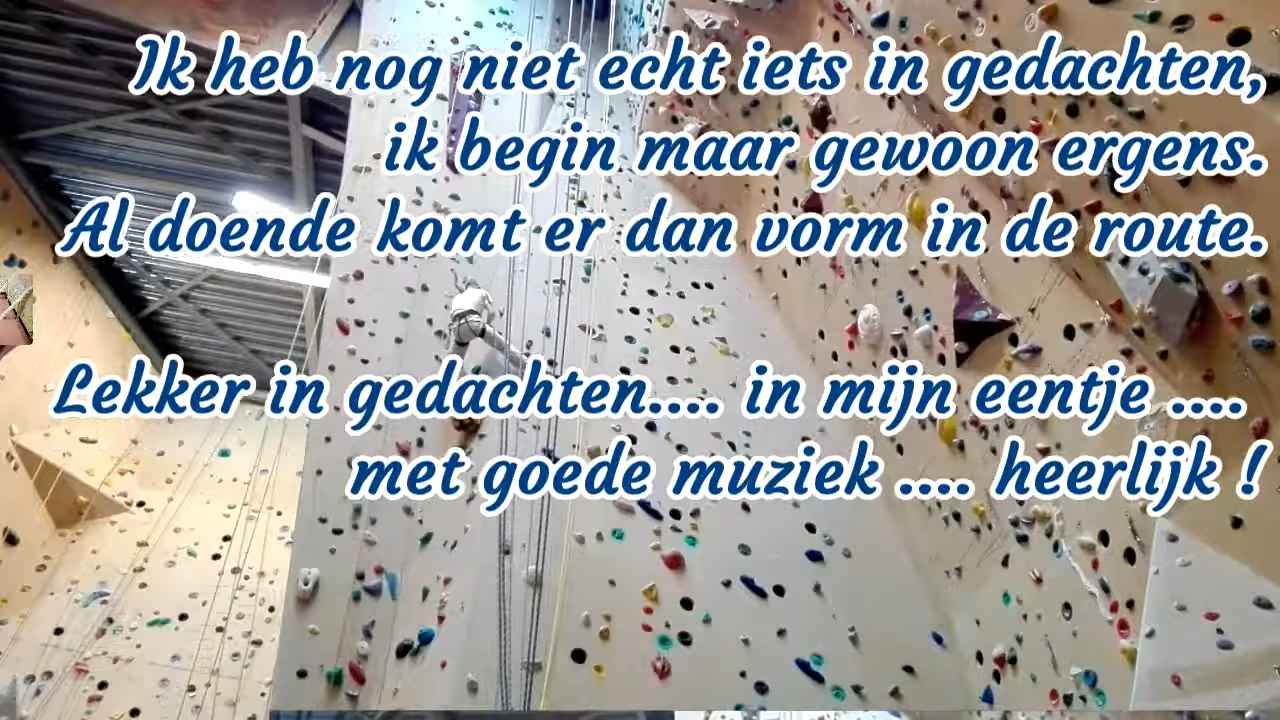 Ik heb nog niet echt iets in gedachten,
ik begin maar gewoon ergens.
Al doende komt er dan vorm in de route.
Lekker in gedachten.... in mijn eentje ....
met goede muziek .... heerlijk !